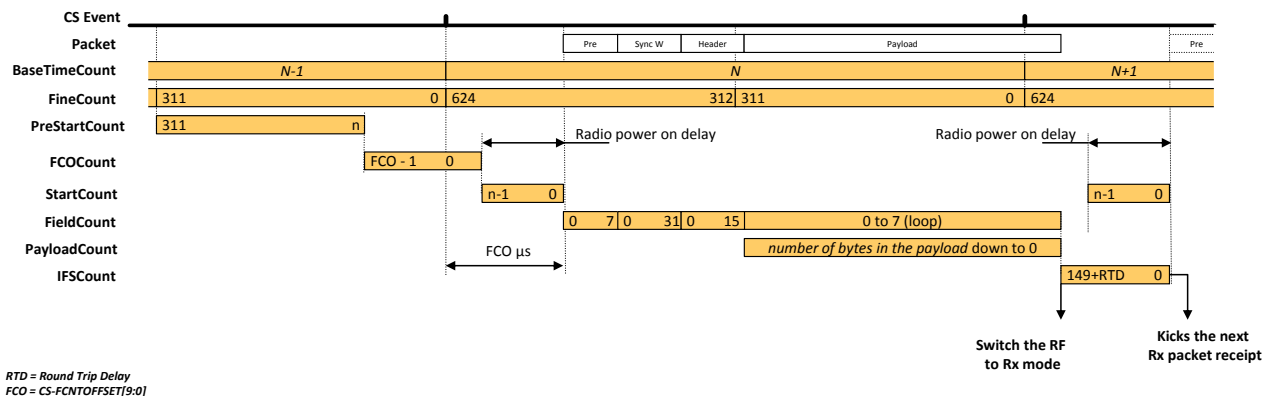 CS Event
Packet
Pre Sync W Header Payload Pre
BaseTimeCount
N-1 N N+1
FineCount
311 0 624 312 311 0 624
PreStartCount
311 n
Radio power on delay Radio power on delay
FCOCount
FCO - 1 0
StartCount
n-1 0 n-1 0
FieldCount
0 7 0 31 0 15 0 to 7 (loop)
PayloadCount
number of bytes in the payload down to 0
FCO µs
IFSCount
149+RTD 0
Switch the RF
to Rx mode
Kicks the next
Rx packet receipt
RTD = Round Trip Delay
FCO = CS-FCNTOFFSET[9:0]